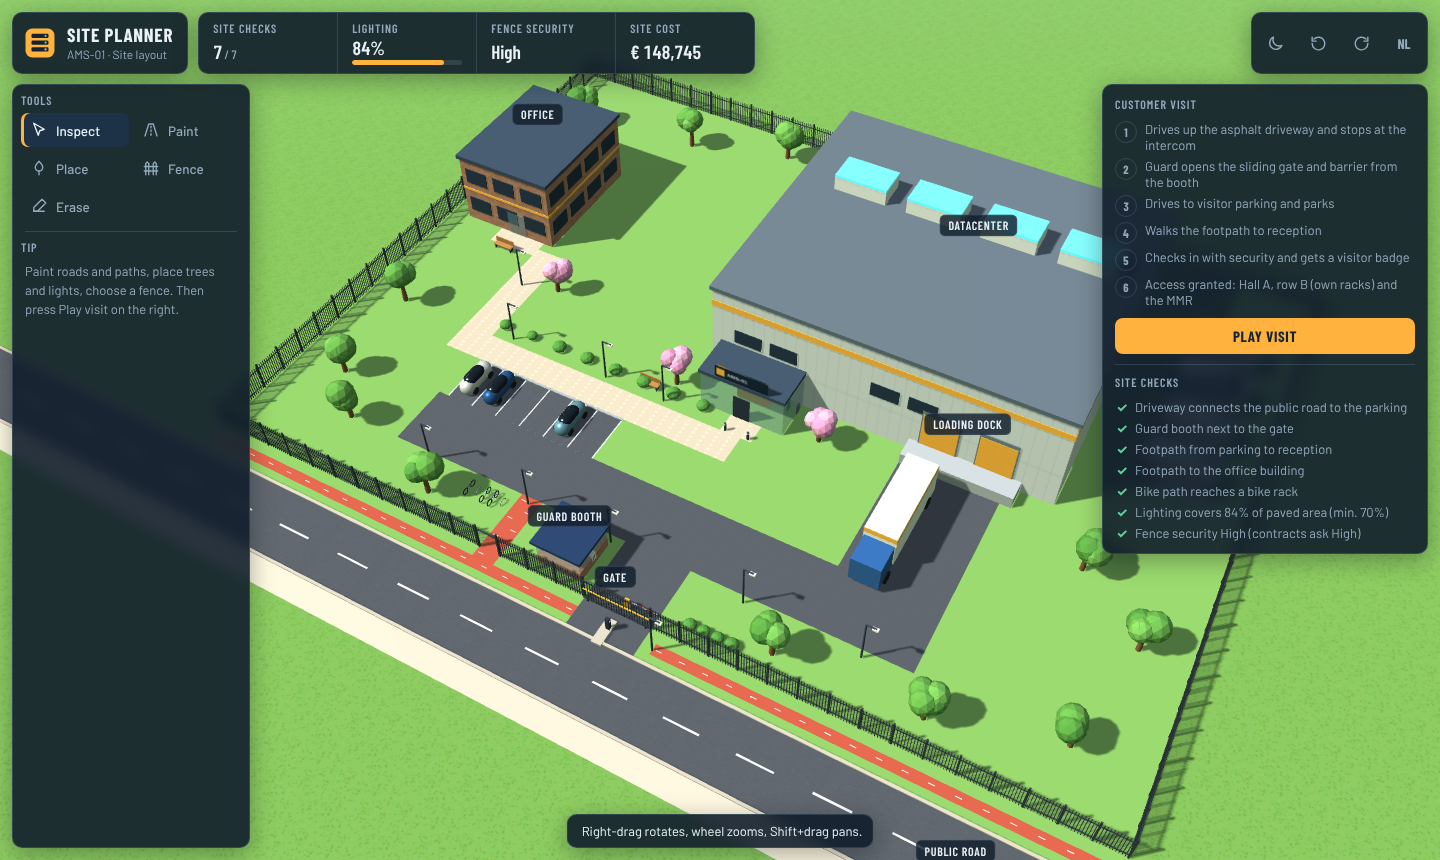 SITE PLANNER
AMS-01 · Site layout
SITE CHECKS
7 / 7
LIGHTING
84%
FENCE SECURITY
High
SITE COST
€ 148,745
NL
TOOLS
Inspect
Paint
Place
Fence
Erase
TIP
Paint roads and paths, place trees
and lights, choose a fence. Then
press Play visit on the right.
OFFICE
DATACENTER
AMS-01
LOADING DOCK
GUARD BOOTH
GATE
PUBLIC ROAD
Right-drag rotates, wheel zooms, Shift+drag pans.
CUSTOMER VISIT
1 Drives up the asphalt driveway and stops at the
intercom
2 Guard opens the sliding gate and barrier from
the booth
3 Drives to visitor parking and parks
4 Walks the footpath to reception
5 Checks in with security and gets a visitor badge
6 Access granted: Hall A, row B (own racks) and
the MMR
PLAY VISIT
SITE CHECKS
Driveway connects the public road to the parking
Guard booth next to the gate
Footpath from parking to reception
Footpath to the office building
Bike path reaches a bike rack
Lighting covers 84% of paved area (min. 70%)
Fence security High (contracts ask High)